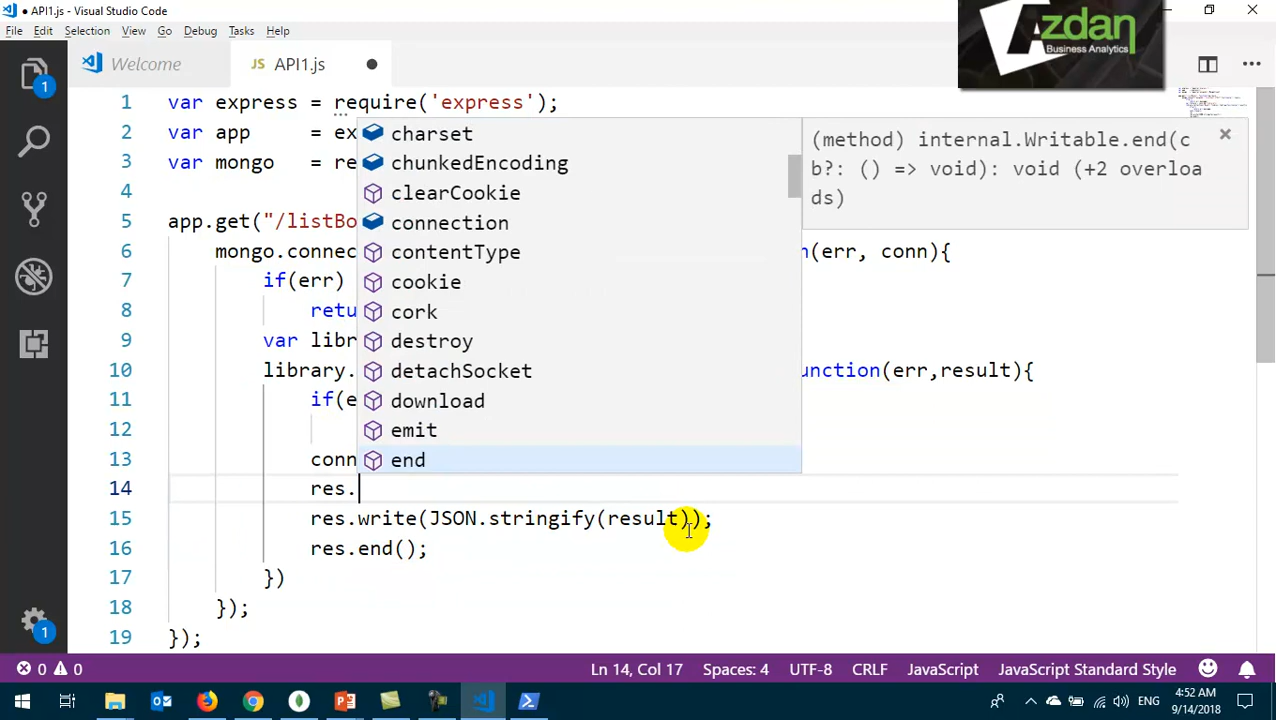 API1.js - Visual Studio Code
File Edit Selection View Go Debug Tasks Help
Azdan
Business Analytics
Welcome
JS API1.js
1 var express = require('express');
2 var app = ex
3 var mongo = re
4
5 app.get("/listBo
6 mongo.connec n(err, conn){
7 if(err)
8 retu
9 var libr
10 library. unction(err,result){
11 if(e
12
13 conn
14 res.
15 res.write(JSON.stringify(result));
16 res.end();
17 })
18 });
19 });
charset
chunkedEncoding
clearCookie
connection
contentType
cookie
cork
destroy
detachSocket
download
emit
end
(method) internal.Writable.end(c
b?: () => void): void (+2 overloa
ds)
1
1
0 0 Ln 14, Col 17 Spaces: 4 UTF-8 CRLF JavaScript JavaScript Standard Style
ENG
4:52 AM
9/14/2018